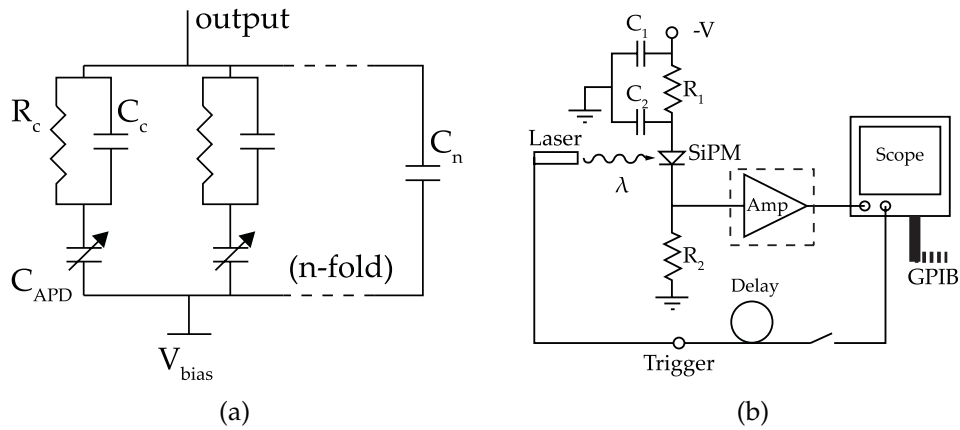 output
R_c
C_c
C_n
C_APD
(n-fold)
V_bias
(a)
-V
C_1
R_1
C_2
Laser
SiPM
λ
Amp
Scope
R_2
GPIB
Delay
Trigger
(b)